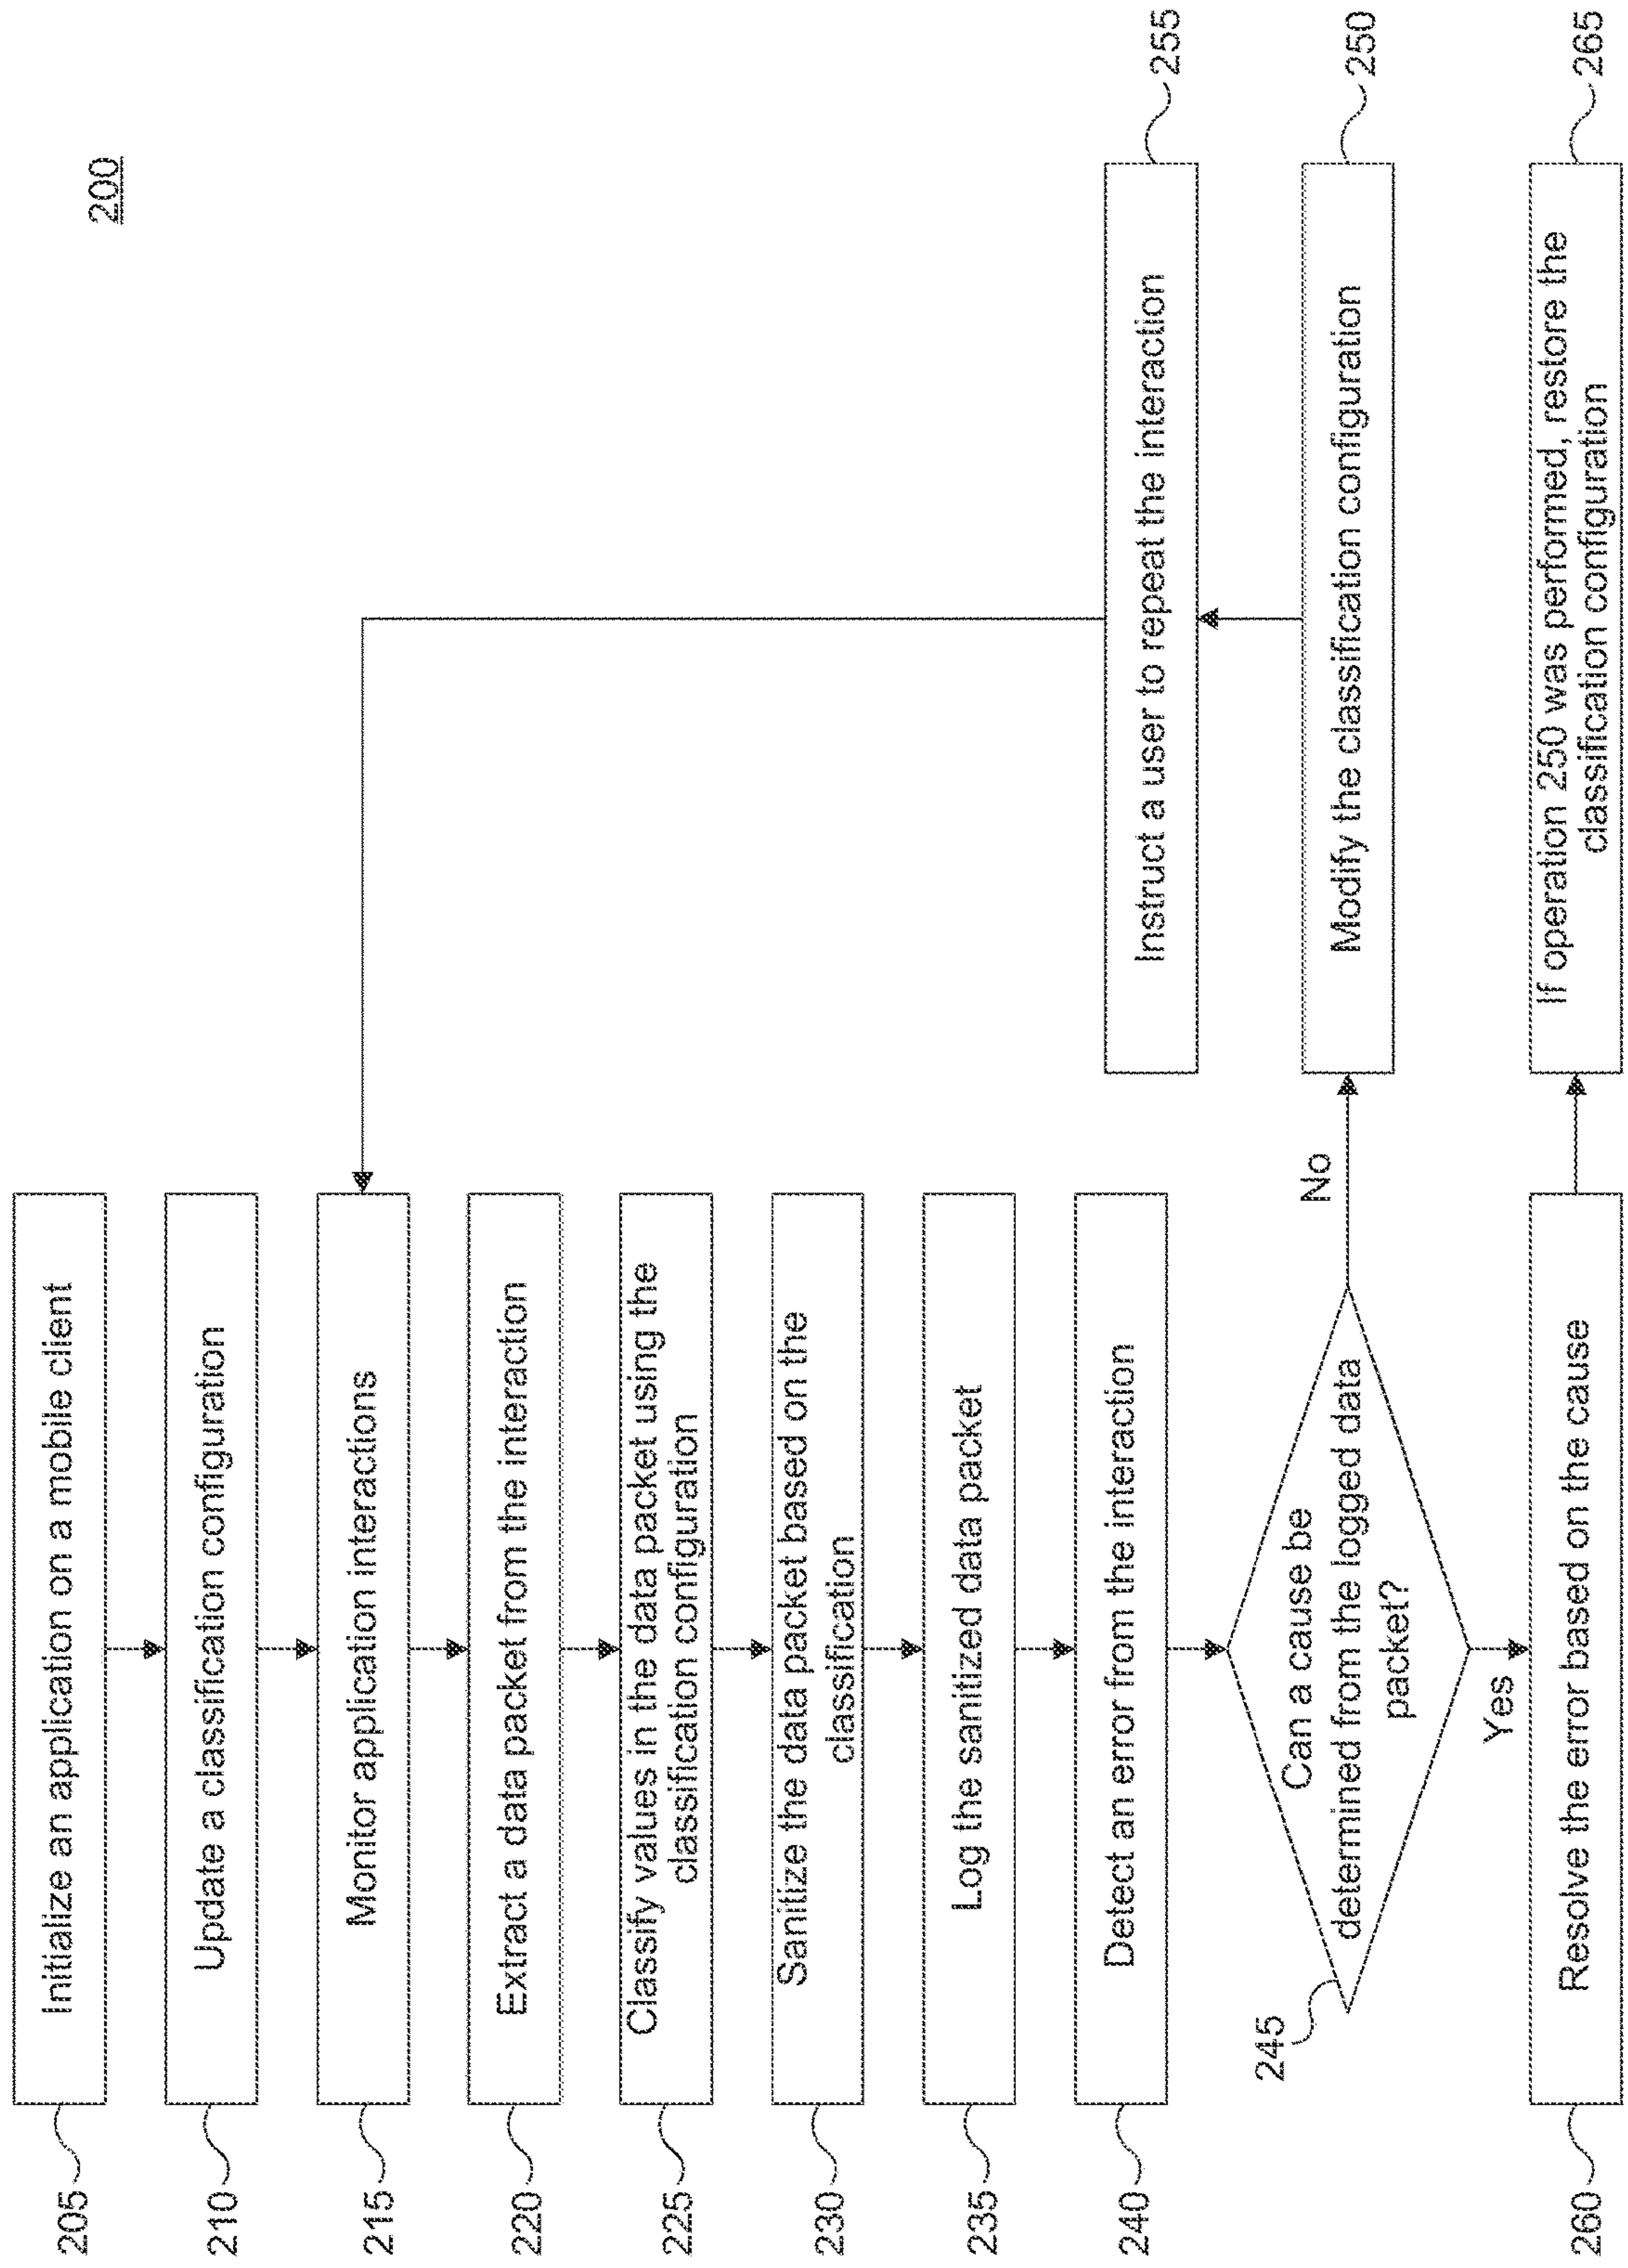 200
205
Initialize an application on a mobile client
210
Update a classification configuration
215
Monitor application interactions
220
Extract a data packet from the interaction
225
Classify values in the data packet using the
classification configuration
230
Sanitize the data packet based on the
classification
235
Log the sanitized data packet
240
Detect an error from the interaction
245
Can a cause be
determined from the logged data
packet?
No
Yes
255
Instruct a user to repeat the interaction
250
Modify the classification configuration
260
Resolve the error based on the cause
265
If operation 250 was performed, restore the
classification configuration